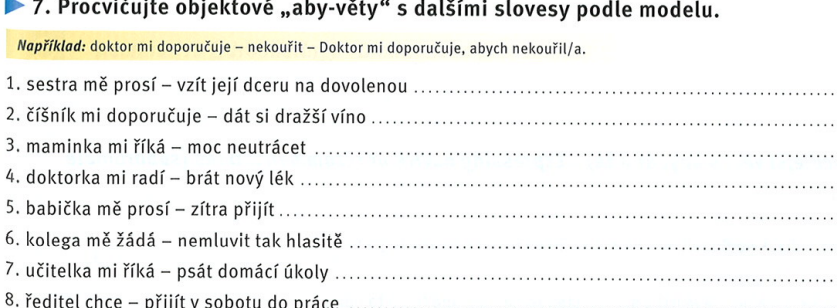 7. Procvičujte objektové „aby-věty“ s dalšími slovesy podle modelu.
Například: doktor mi doporučuje – nekouřit – Doktor mi doporučuje, abych nekouřil/a.
1. sestra mě prosí – vzít její dceru na dovolenou ................................................
2. číšník mi doporučuje – dát si dražší víno ................................................
3. maminka mi říká – moc neutrácet ................................................
4. doktorka mi radí – brát nový lék ................................................
5. babička mě prosí – zítra přijít ................................................
6. kolega mě žádá – nemluvit tak hlasitě ................................................
7. učitelka mi říká – psát domácí úkoly ................................................
8. ředitel chce – přijít v sobotu do práce ................................................